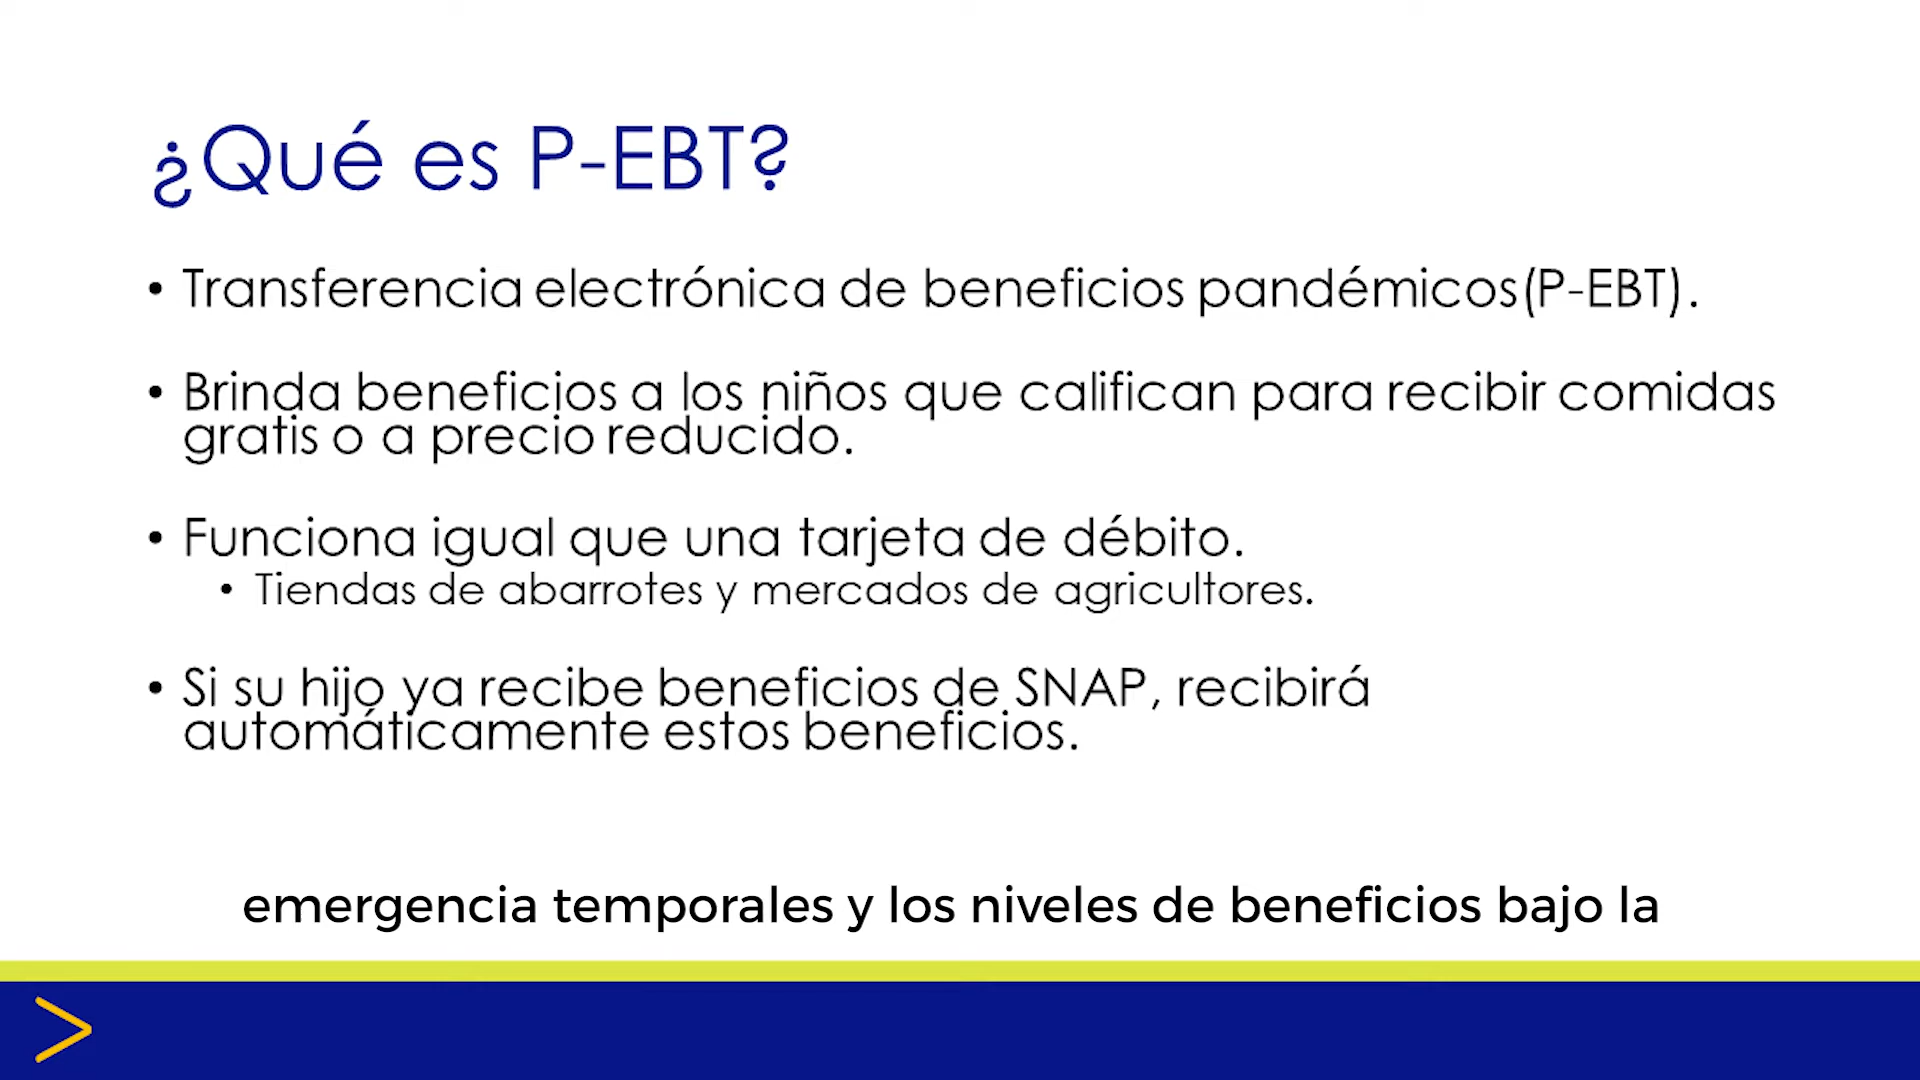 ¿Qué es P-EBT?
• Transferencia electrónica de beneficios pandémicos(P-EBT).
• Brinda beneficios a los niños que califican para recibir comidas
gratis o a precio reducido.
• Funciona igual que una tarjeta de débito.
• Tiendas de abarrotes y mercados de agricultores.
• Si su hijo ya recibe beneficios de SNAP, recibirá
automáticamente estos beneficios.
emergencia temporales y los niveles de beneficios bajo la